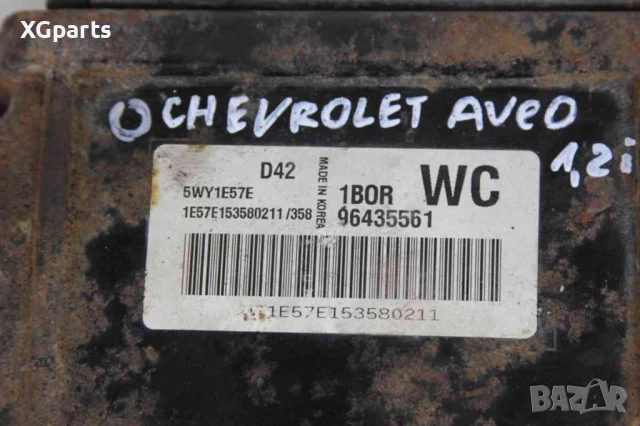 XGparts
O CHEVROLET AVEO
1,2i
D42
MADE IN KOREA
5WY1E57E
1BOR
WC
1E57E153580211/358
96435561
1E57E153580211
BAZAR